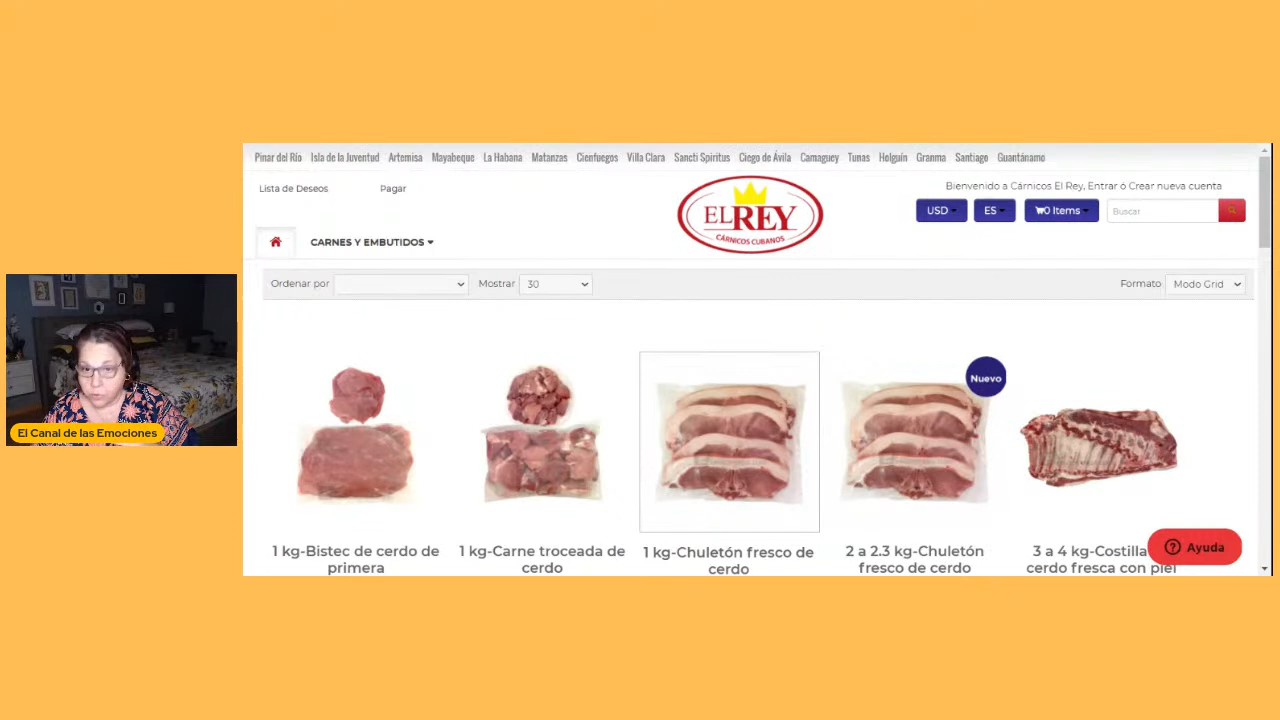 Pinar del Río Isla de la Juventud Artemisa Mayabeque La Habana Matanzas Cienfuegos Villa Clara Sancti Spiritus Ciego de Ávila Camaguey Tunas Holguín Granma Santiago Guantánamo
Lista de Deseos Pagar
Bienvenido a Cárnicos El Rey, Entrar ó Crear nueva cuenta
EL REY
CÁRNICOS CUBANOS
USD ES 0 Items Buscar
CARNES Y EMBUTIDOS
Ordenar por Mostrar 30 Formato Modo Grid
Nuevo
El Canal de las Emociones
1 kg-Bistec de cerdo de
primera
1 kg-Carne troceada de
cerdo
1 kg-Chuletón fresco de
cerdo
2 a 2.3 kg-Chuletón
fresco de cerdo
3 a 4 kg-Costilla
cerdo fresca con piel
Ayuda